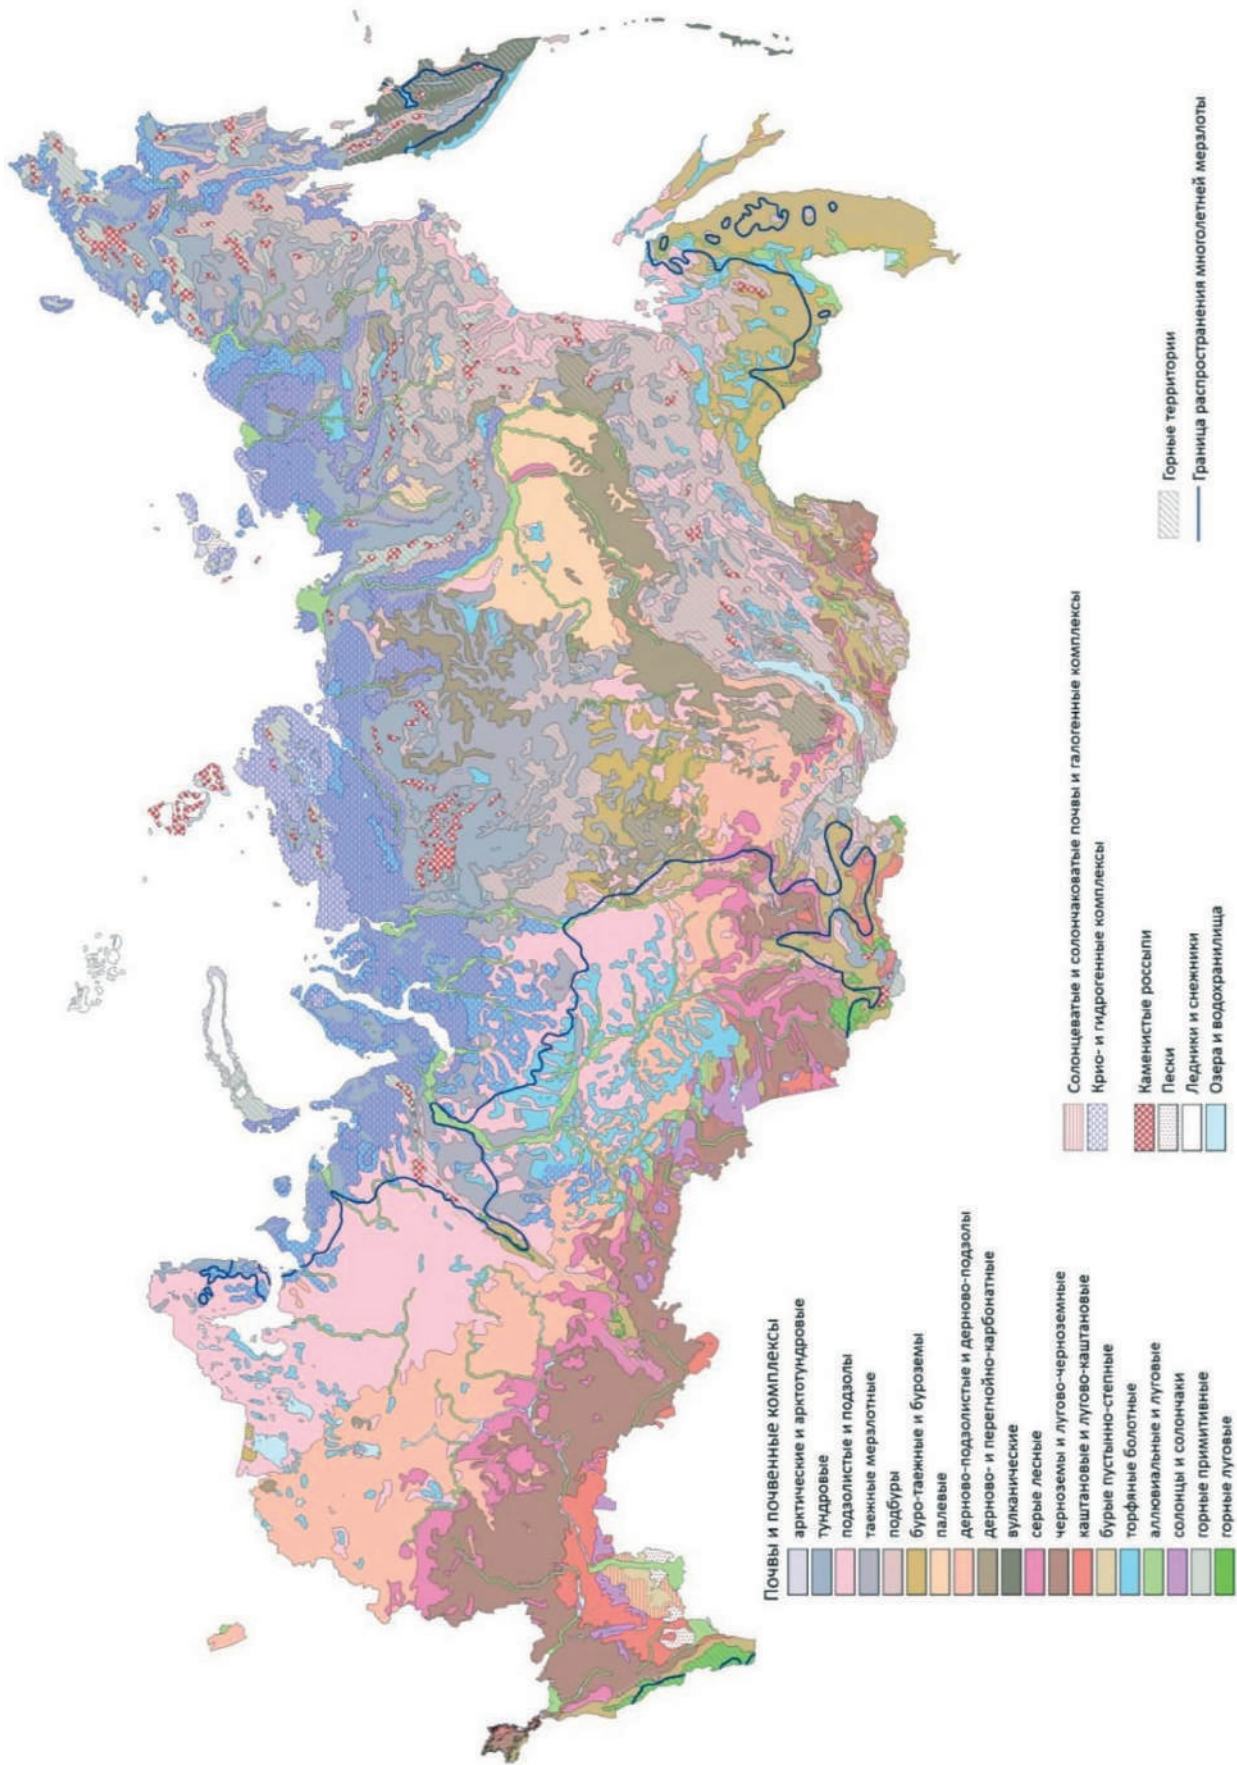 Почвы и почвенные комплексы
арктические и арктотундровые
тундровые
подзолистые и подзолы
таежные мерзлотные
подбуры
буро-таежные и буроземы
палевые
дерново-подзолистые и дерново-подзолы
дерново- и перегнойно-карбонатные
вулканические
серые лесные
черноземы и лугово-черноземные
каштановые и лугово-каштановые
бурые пустынно-степные
торфяные болотные
аллювиальные и луговые
солонцы и солончаки
горные примитивные
горные луговые
Солонцеватые и солончаковатые почвы и галогенные комплексы
Крио- и гидрогенные комплексы
Каменистые россыпи
Пески
Ледники и снежники
Озера и водохранилища
Горные территории
Граница распространения многолетней мерзлоты